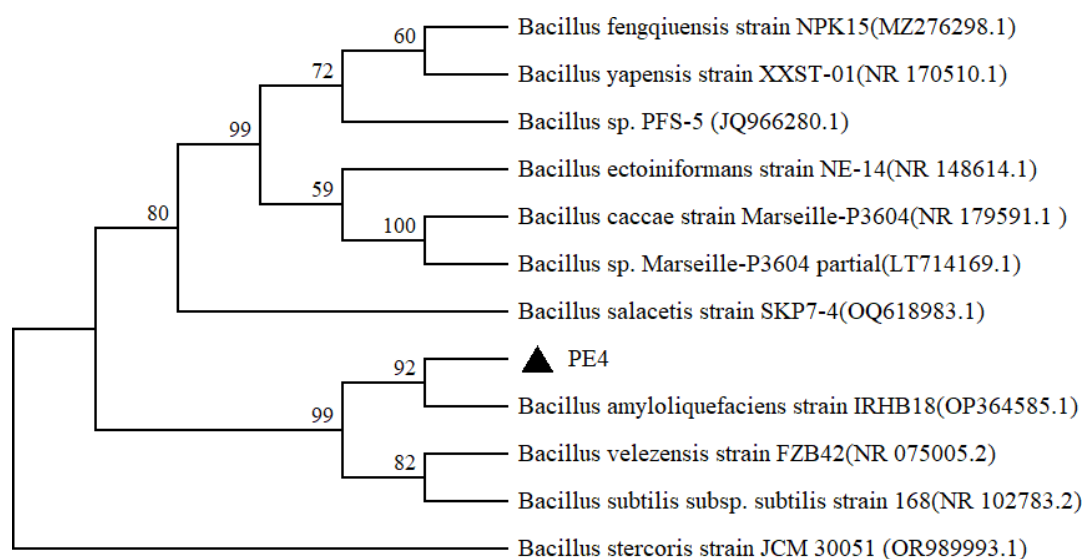 Bacillus fengqiuensis strain NPK15(MZ276298.1)
60
Bacillus yapensis strain XXST-01(NR 170510.1)
72
Bacillus sp. PFS-5 (JQ966280.1)
99
Bacillus ectoiniformans strain NE-14(NR 148614.1)
59
Bacillus caccae strain Marseille-P3604(NR 179591.1 )
80
100
Bacillus sp. Marseille-P3604 partial(LT714169.1)
Bacillus salacetis strain SKP7-4(OQ618983.1)
PE4
92
Bacillus amyloliquefaciens strain IRHB18(OP364585.1)
99
Bacillus velezensis strain FZB42(NR 075005.2)
82
Bacillus subtilis subsp. subtilis strain 168(NR 102783.2)
Bacillus stercoris strain JCM 30051 (OR989993.1)